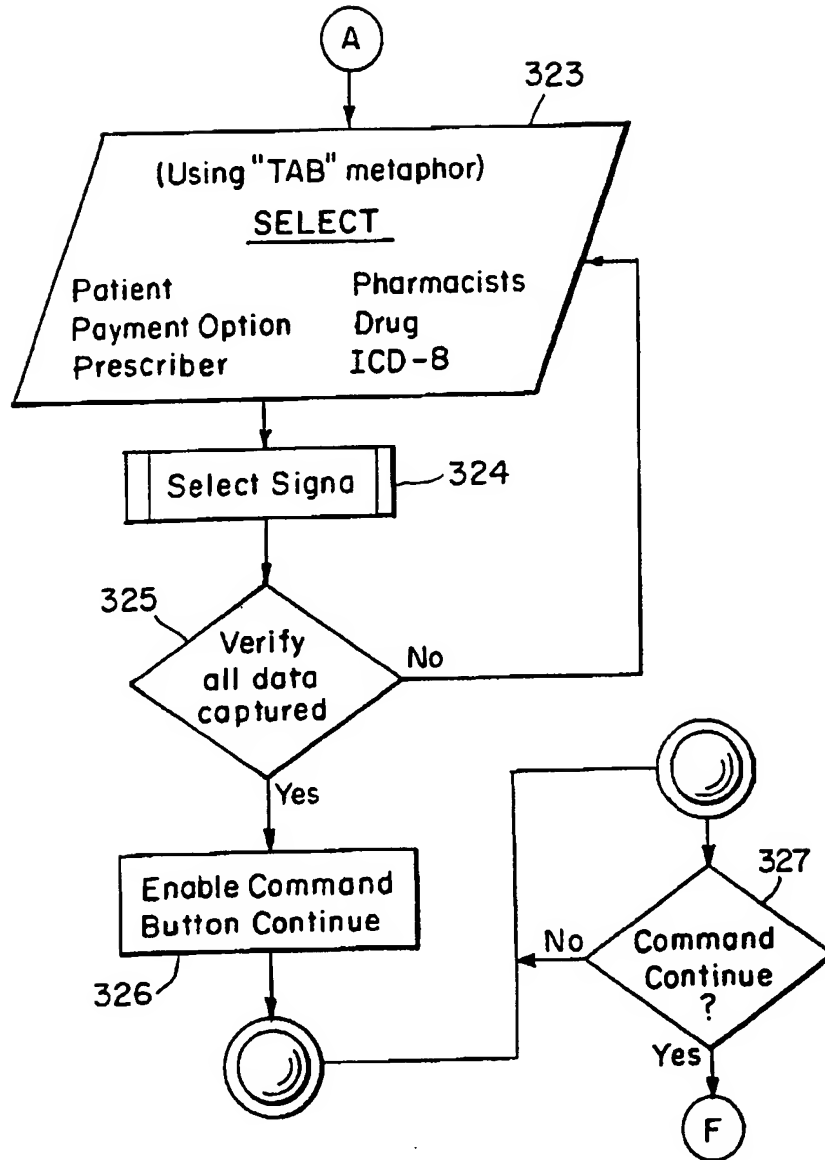 A
323
(Using "TAB" metaphor)
SELECT
Patient Pharmacists
Payment Option Drug
Prescriber ICD-8
Select Signa
324
325
Verify
all data
captured
No
Yes
Enable Command
Button Continue
326
327
Command
Continue
?
No
Yes
F